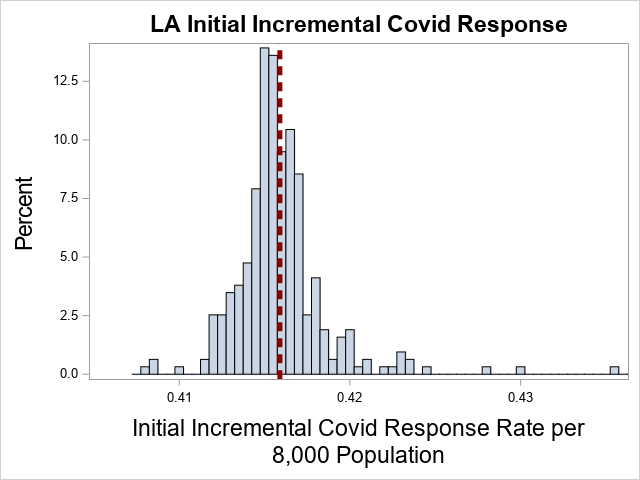 LA Initial Incremental Covid Response
12.5
10.0
7.5
5.0
2.5
0.0
Percent
0.41 0.42 0.43
Initial Incremental Covid Response Rate per
8,000 Population